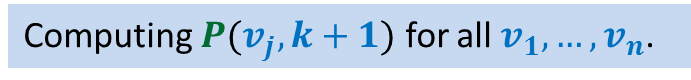 Computing P(vⱼ, k + 1) for all v₁, … , vₙ.